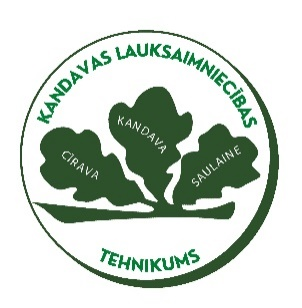 KANDAVAS LAUKSAIMNIECĪBAS
CĪRAVA
KANDAVA
SAULAINE
TEHNIKUMS